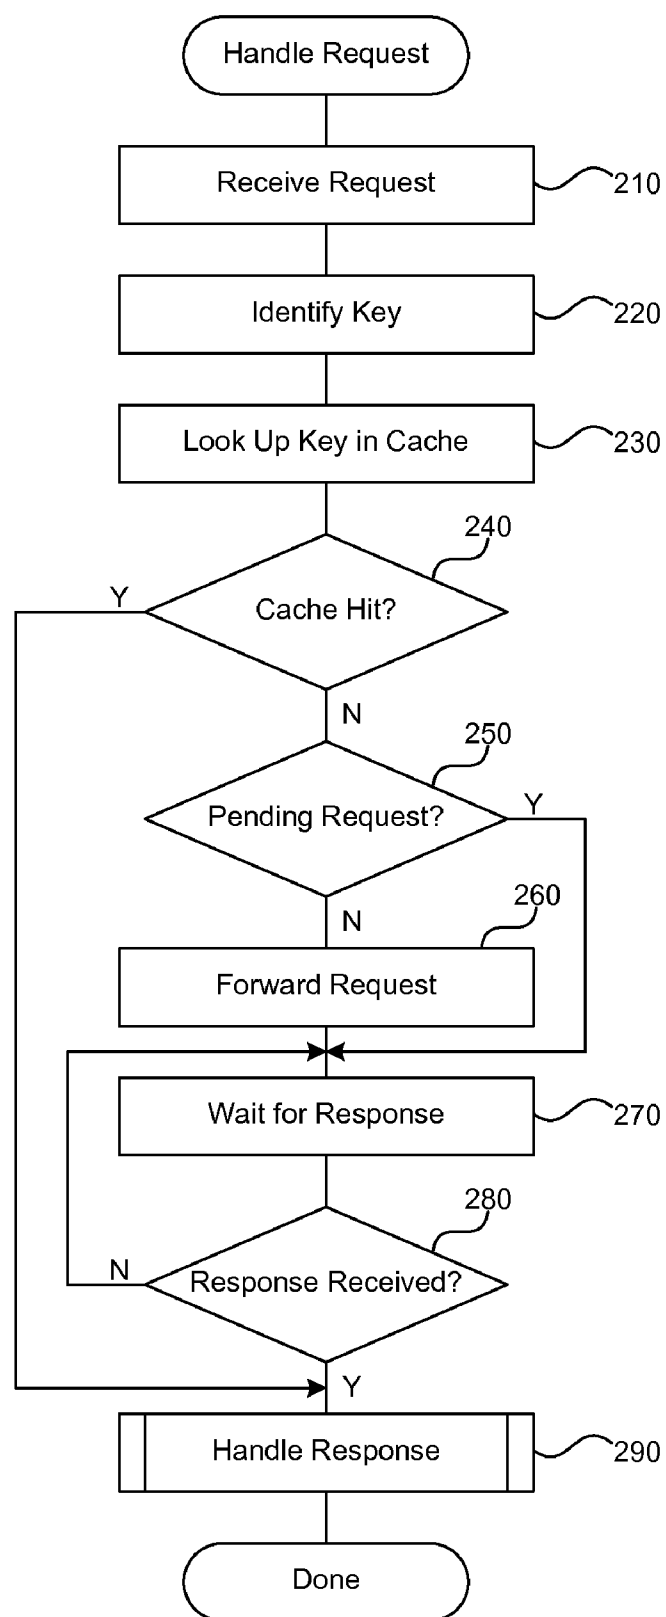 Handle Request
Receive Request
210
Identify Key
220
Look Up Key in Cache
230
240
Y
Cache Hit?
N
250
Pending Request?
Y
260
N
Forward Request
Wait for Response
270
280
N
Response Received?
Y
Handle Response
290
Done